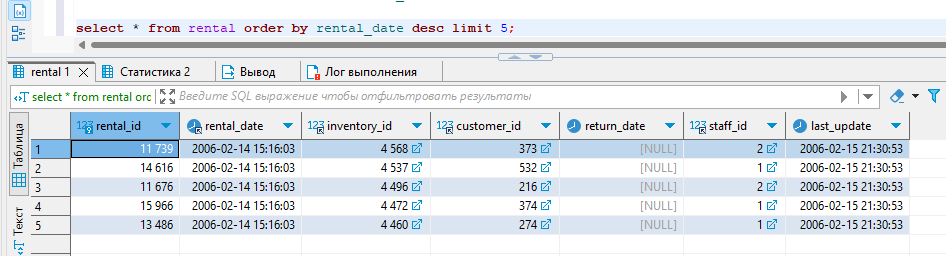 select * from rental order by rental_date desc limit 5;
rental 1 Статистика 2 Вывод Лог выполнения
select * from rental ord Введите SQL выражение чтобы отфильтровать результаты
Таблица
Текст
123 rental_id rental_date 123 inventory_id 123 customer_id return_date 123 staff_id last_update
1 11 739 2006-02-14 15:16:03 4 568 373 [NULL] 2 2006-02-15 21:30:53
2 14 616 2006-02-14 15:16:03 4 537 532 [NULL] 1 2006-02-15 21:30:53
3 11 676 2006-02-14 15:16:03 4 496 216 [NULL] 2 2006-02-15 21:30:53
4 15 966 2006-02-14 15:16:03 4 472 374 [NULL] 1 2006-02-15 21:30:53
5 13 486 2006-02-14 15:16:03 4 460 274 [NULL] 1 2006-02-15 21:30:53